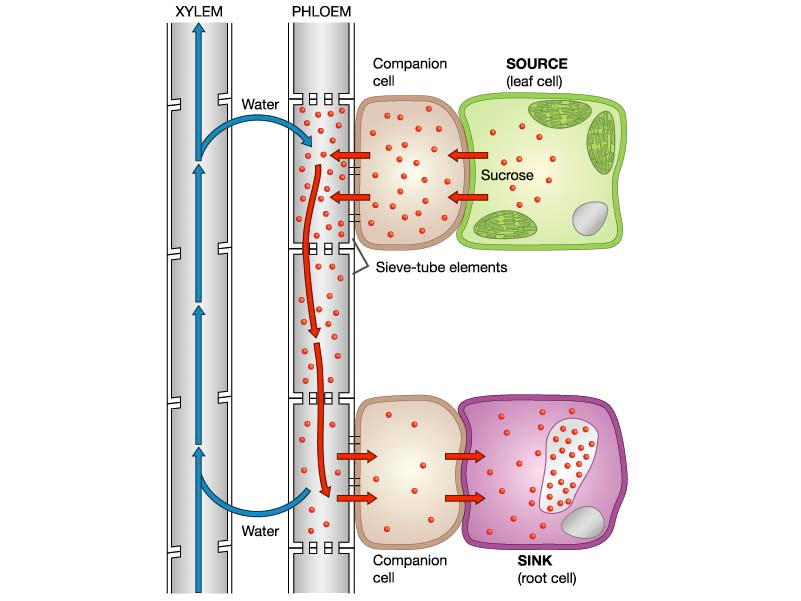 XYLEM
PHLOEM
Companion
cell
SOURCE
(leaf cell)
Water
Sucrose
Sieve-tube elements
Water
Companion
cell
SINK
(root cell)